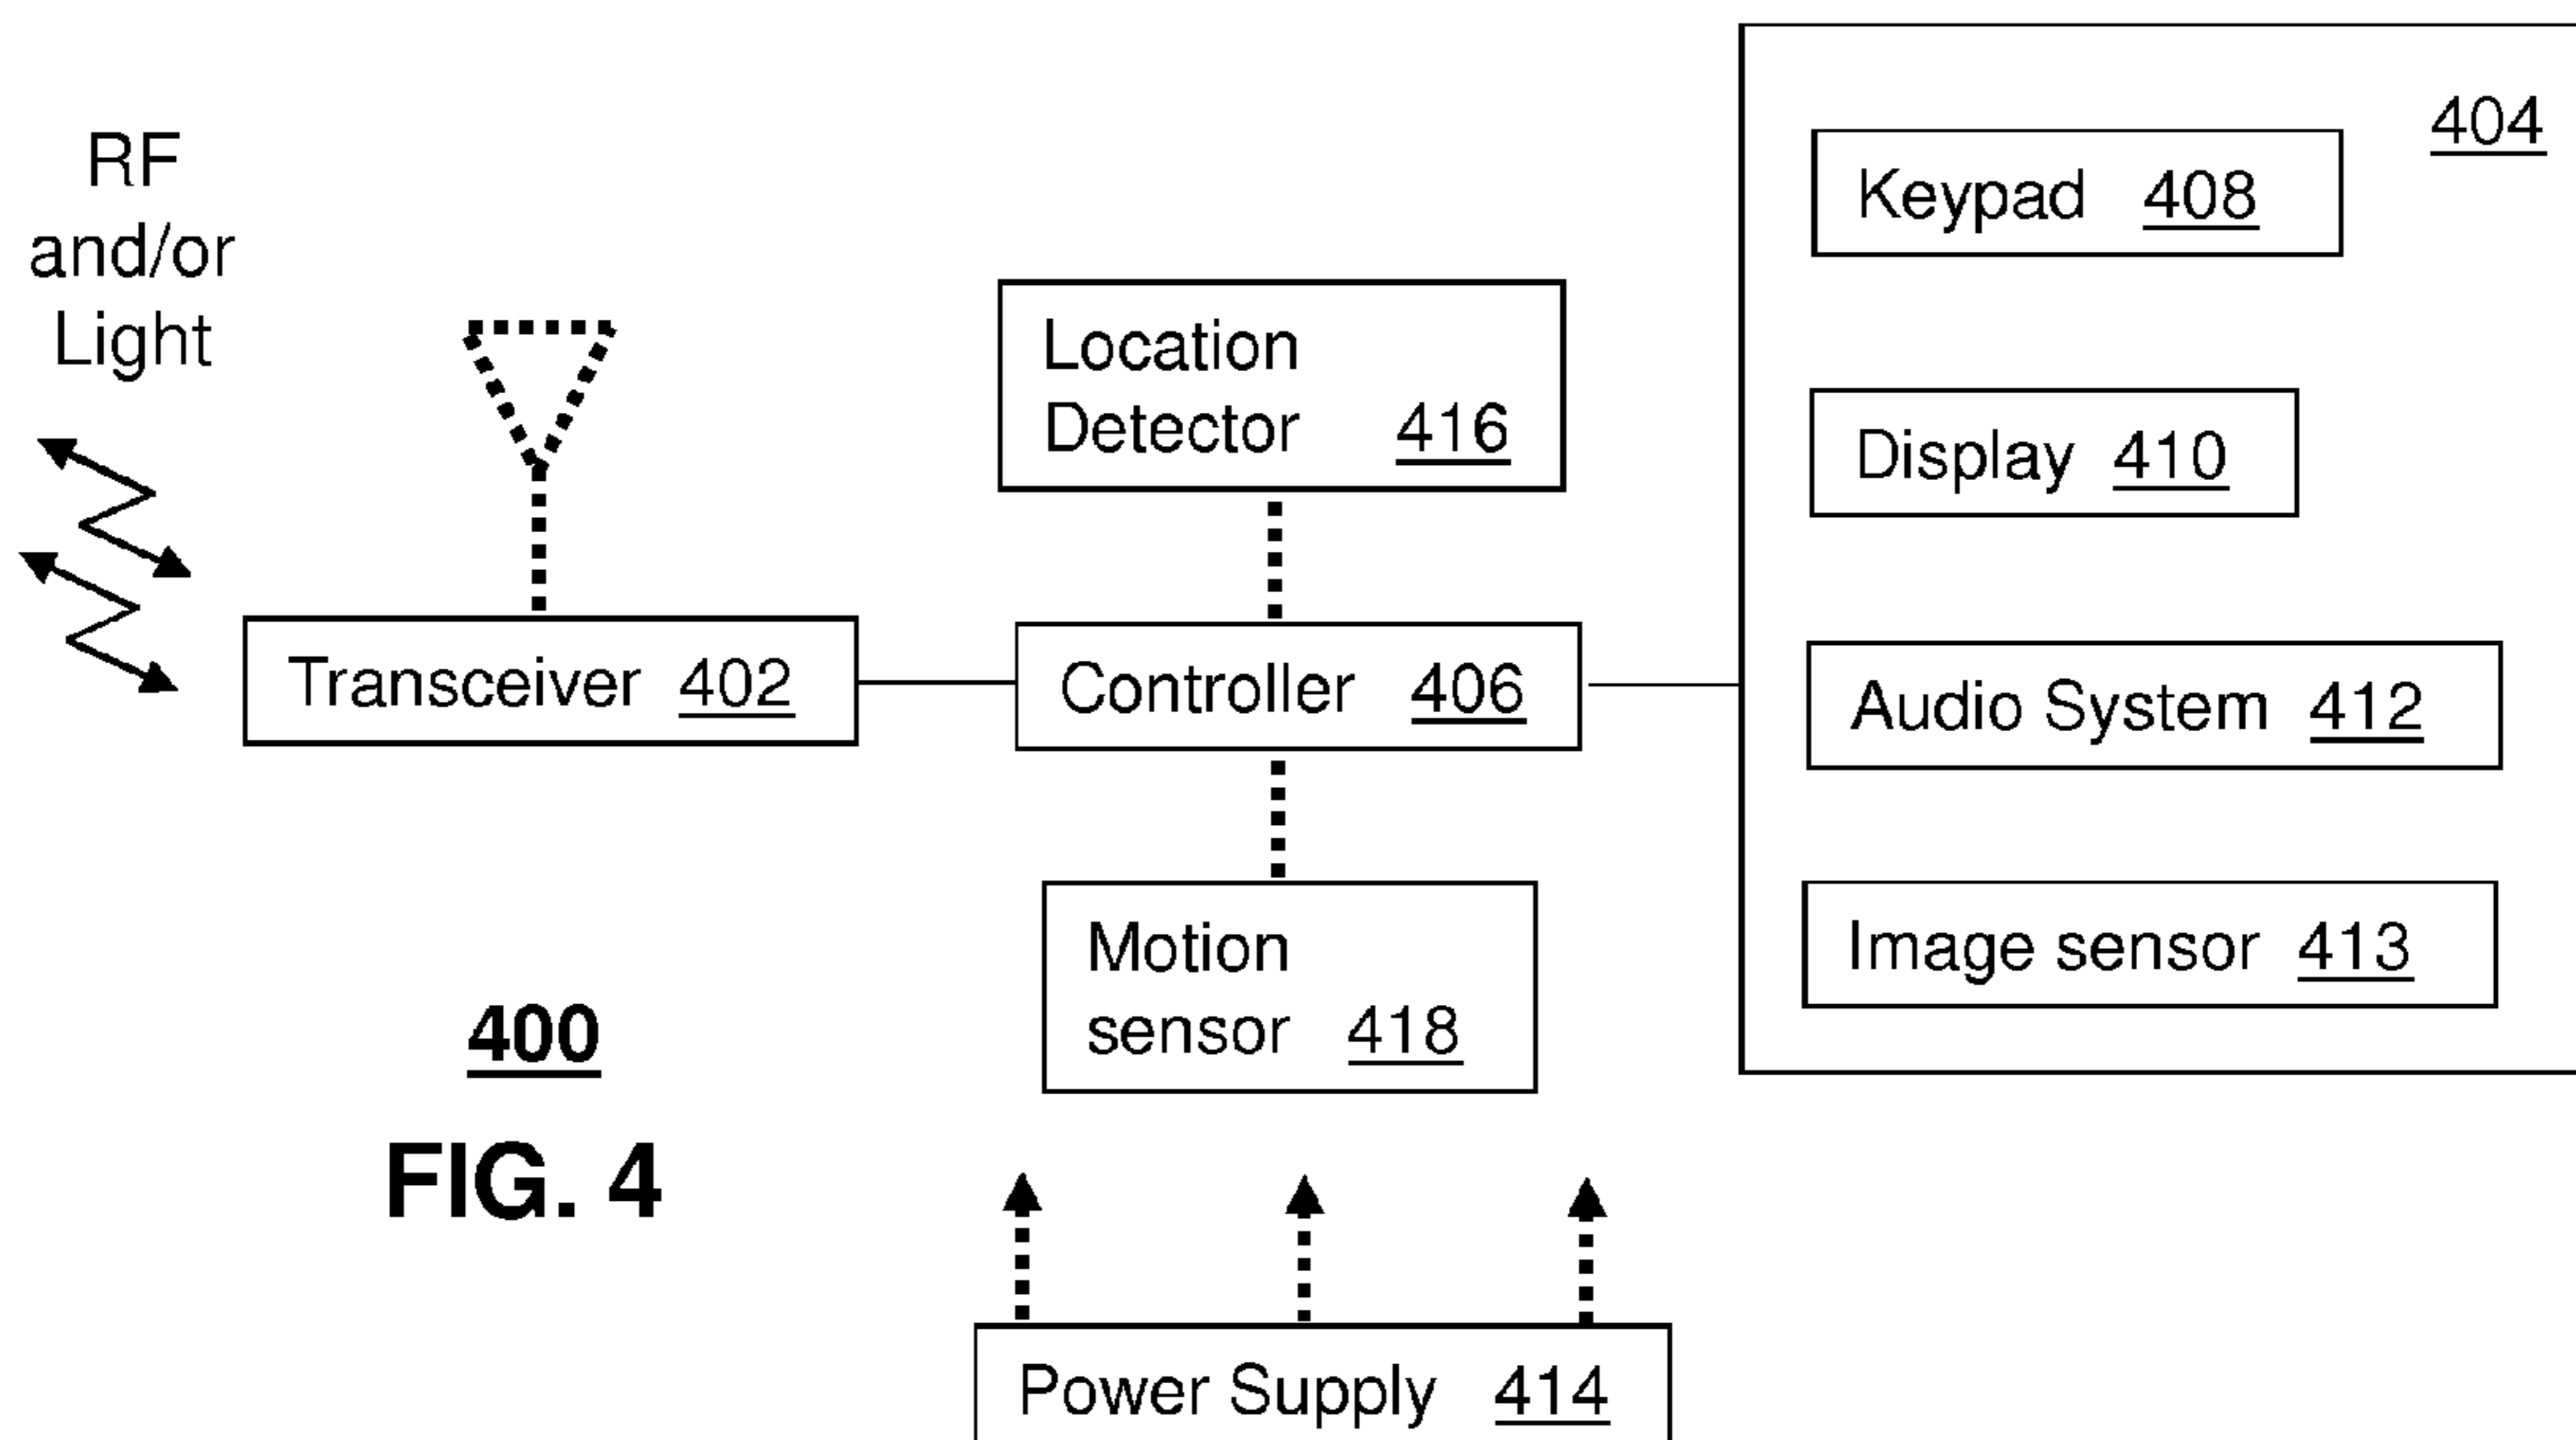 RF
and/or
Light
Transceiver 402
Location
Detector 416
Controller 406
Motion
sensor 418
404
Keypad 408
Display 410
Audio System 412
Image sensor 413
Power Supply 414
400
FIG. 4